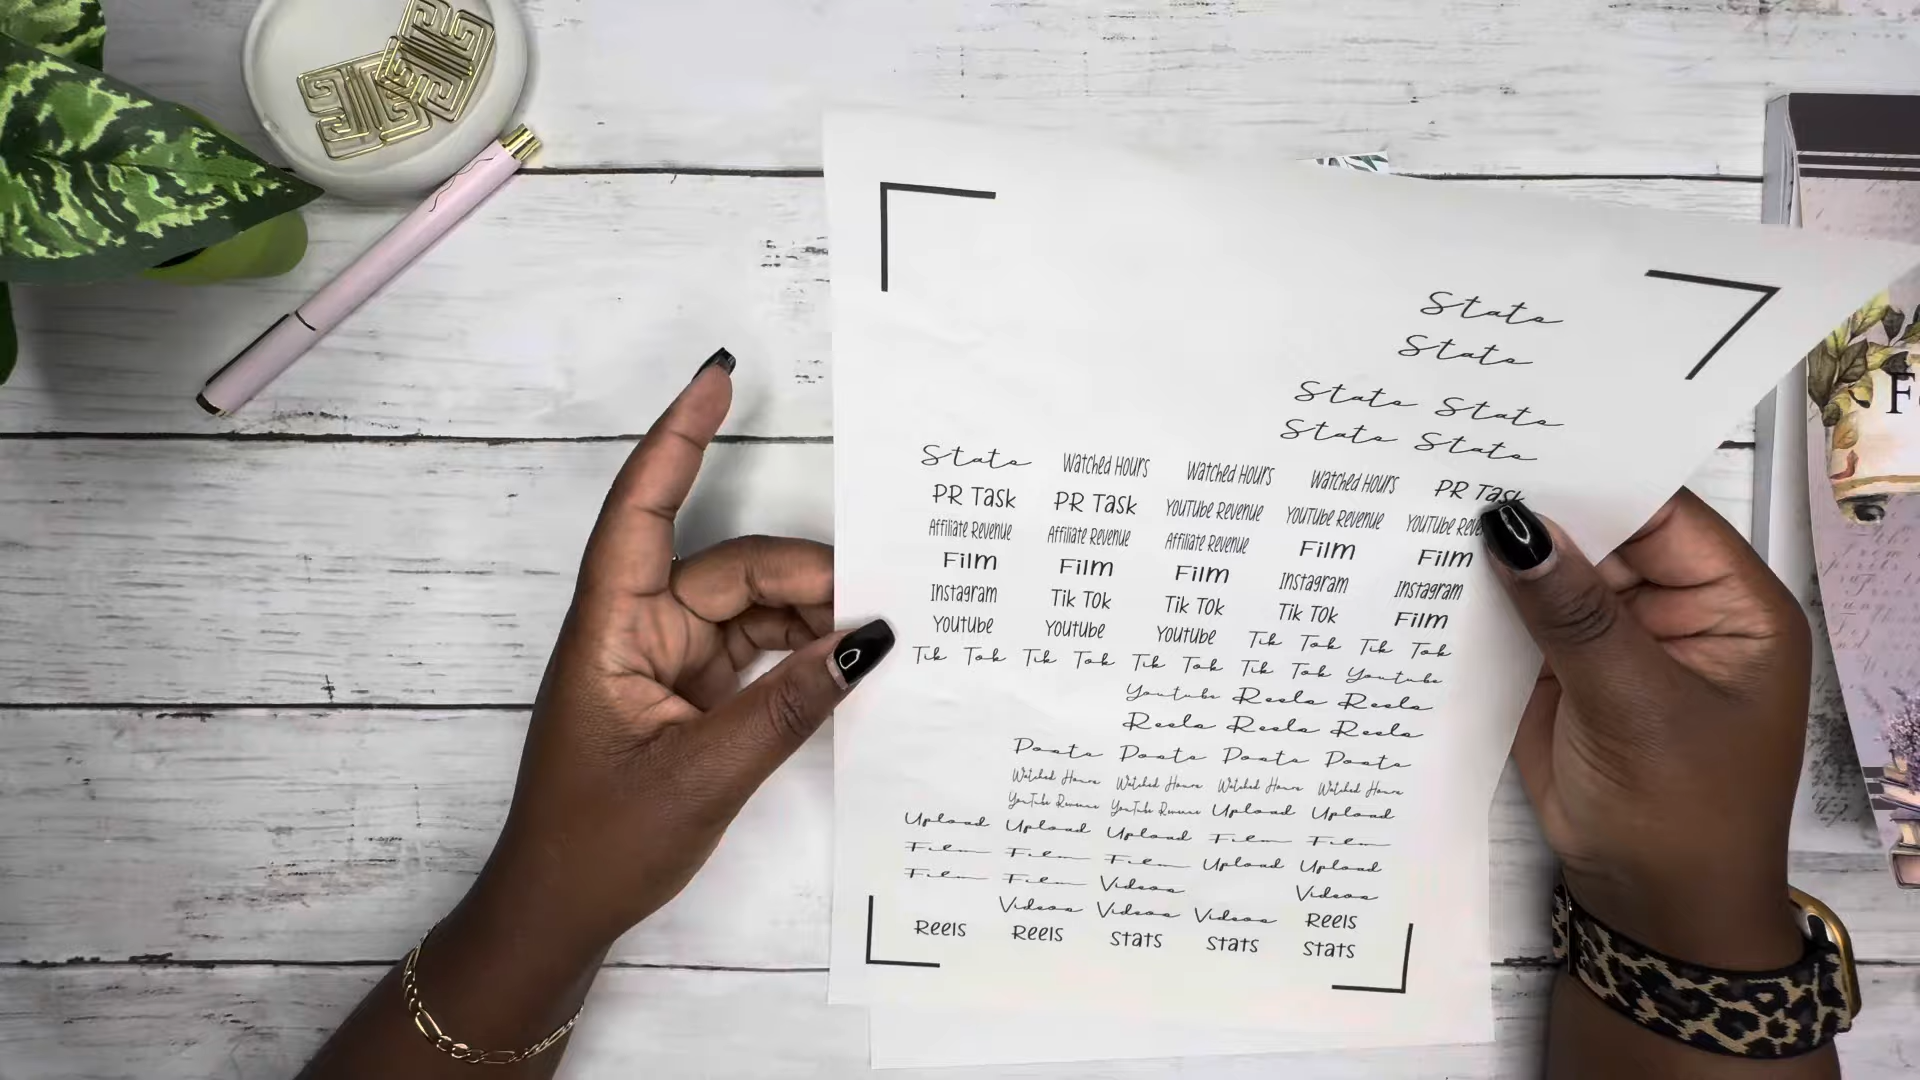 Stats
Stats
Stats Stats
Stats Stats
Stats Watched Hours Watched Hours Watched Hours PR Task
PR Task PR Task YouTube Revenue YouTube Revenue YouTube Rev
Affiliate Revenue Affiliate Revenue Affiliate Revenue Film Film
Film Film Film Instagram Instagram
Instagram Tik Tok Tik Tok Tik Tok Film
Youtube Youtube Youtube Tik Tok Tik Tok
Tik Tok Tik Tok Tik Tok Tik Tok Youtube
Youtube Reels Reels
Reels Reels Reels
Posts Posts Posts Posts
Watched Hours Watched Hours Watched Hours Watched Hours
YouTube Revenue YouTube Revenue Upload Upload
Upload Upload Upload Film Film
Film Film Film Upload Upload
Film Film Videos Videos
Videos Videos Videos Reels
Reels Reels Stats Stats Stats